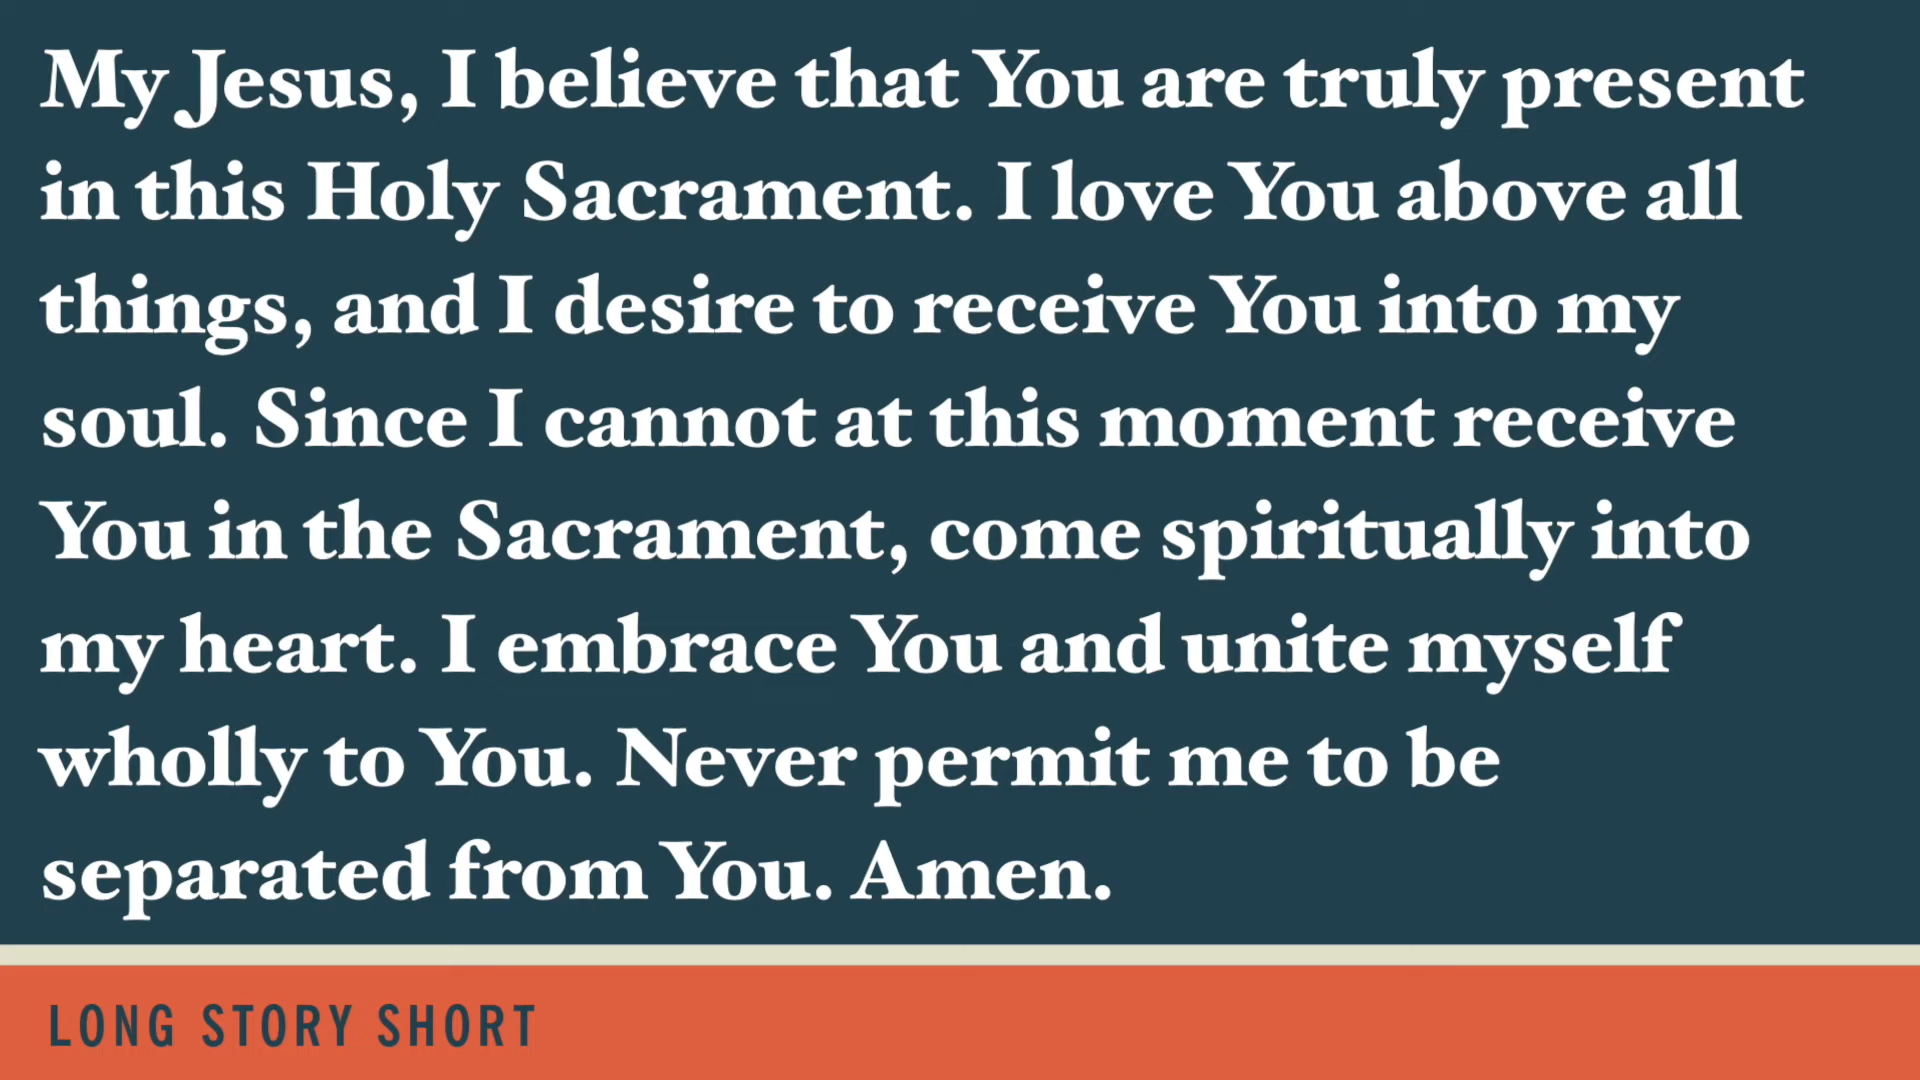 My Jesus, I believe that You are truly present
in this Holy Sacrament. I love You above all
things, and I desire to receive You into my
soul. Since I cannot at this moment receive
You in the Sacrament, come spiritually into
my heart. I embrace You and unite myself
wholly to You. Never permit me to be
separated from You. Amen.
LONG STORY SHORT